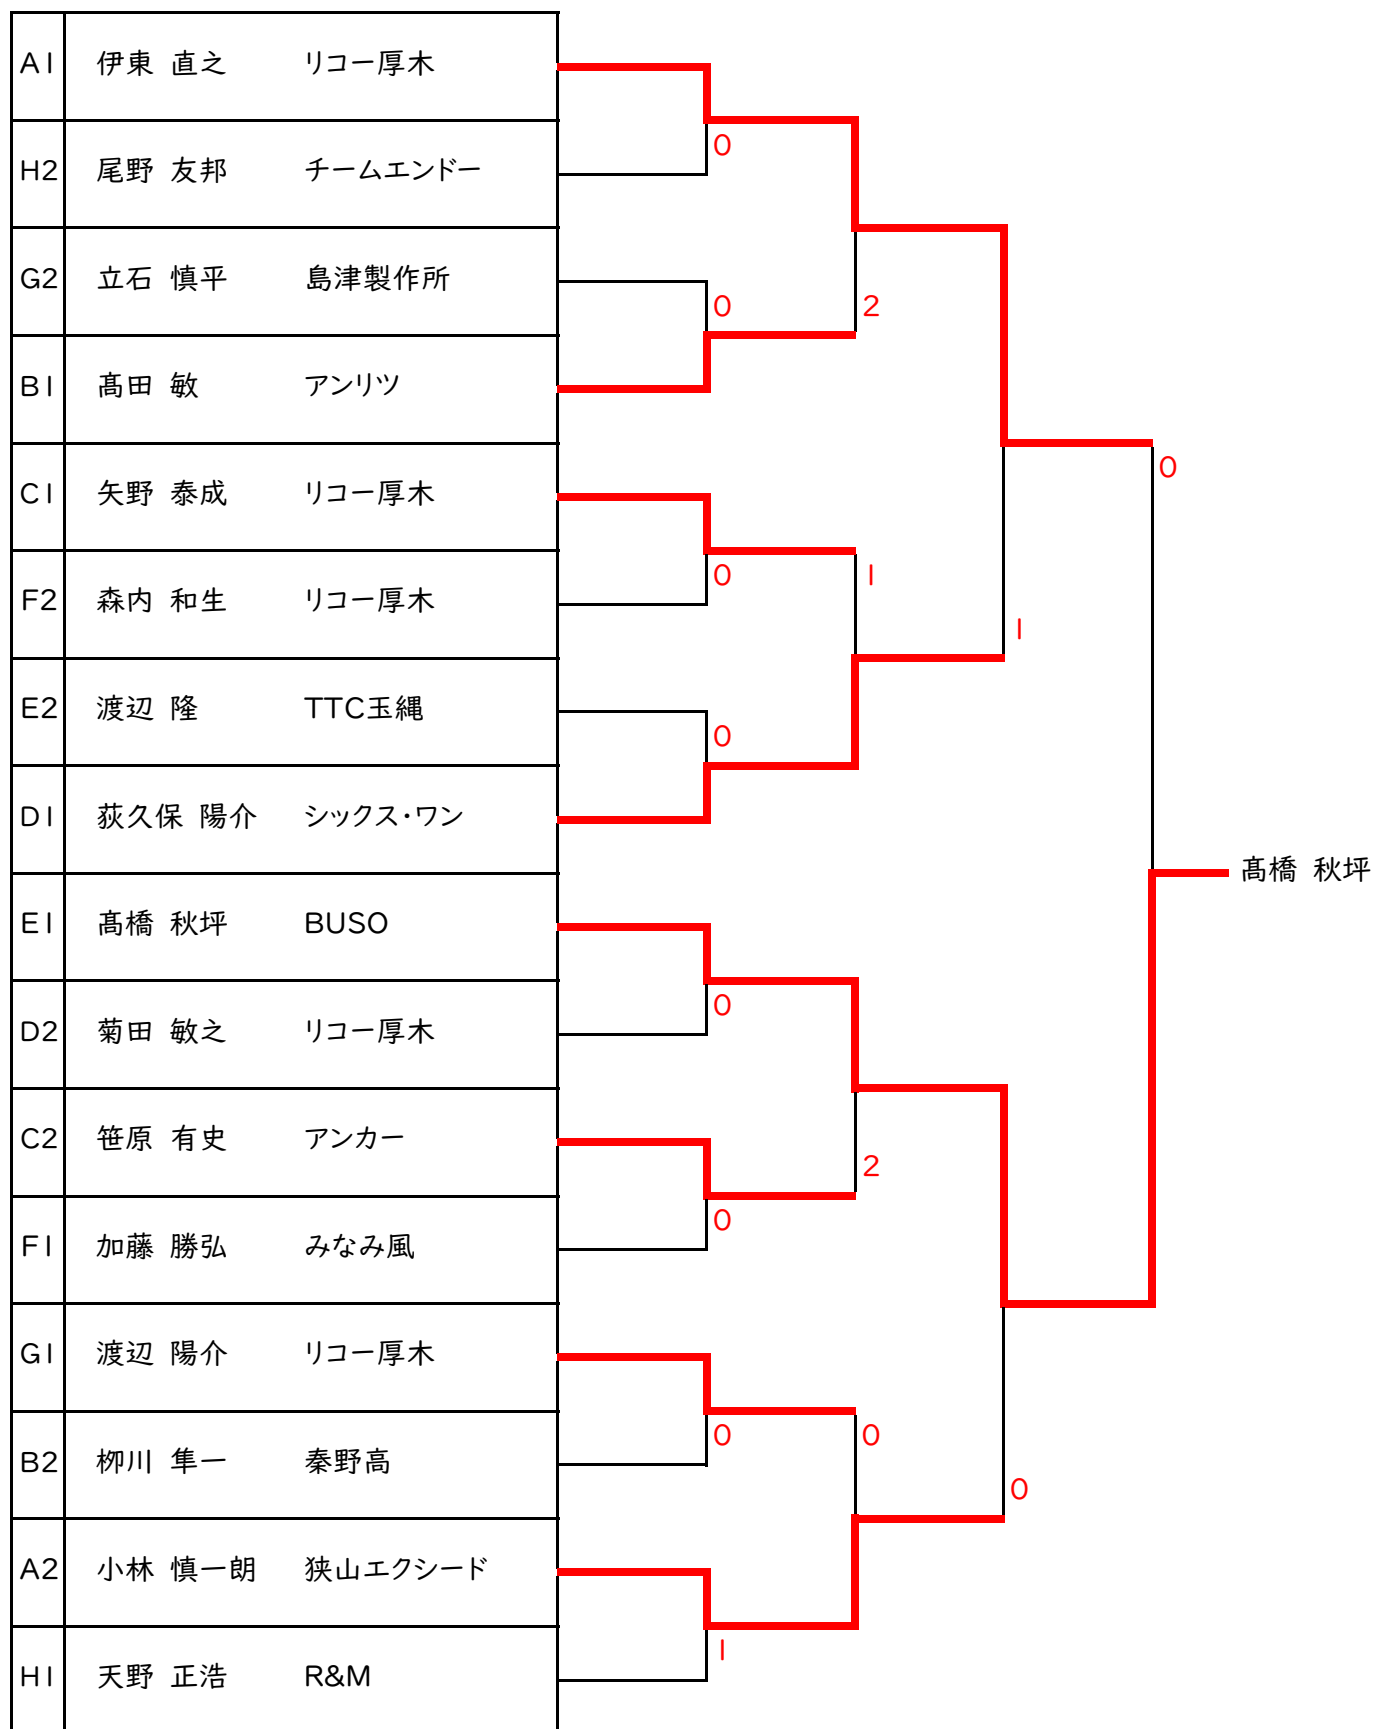 A1 伊東 直之 リコー厚木
0
H2 尾野 友邦 チームエンドー
G2 立石 慎平 島津製作所
0 2
B1 髙田 敏 アンリツ
0
C1 矢野 泰成 リコー厚木
0 1
F2 森内 和生 リコー厚木
1
E2 渡辺 隆 TTC玉縄
0
D1 荻久保 陽介 シックス・ワン
髙橋 秋坪
E1 髙橋 秋坪 BUSO
0
D2 菊田 敏之 リコー厚木
C2 笹原 有史 アンカー
2
0
F1 加藤 勝弘 みなみ風
G1 渡辺 陽介 リコー厚木
0 0
B2 栁川 隼一 秦野高
0
A2 小林 慎一朗 狭山エクシード
1
H1 天野 正浩 R&M